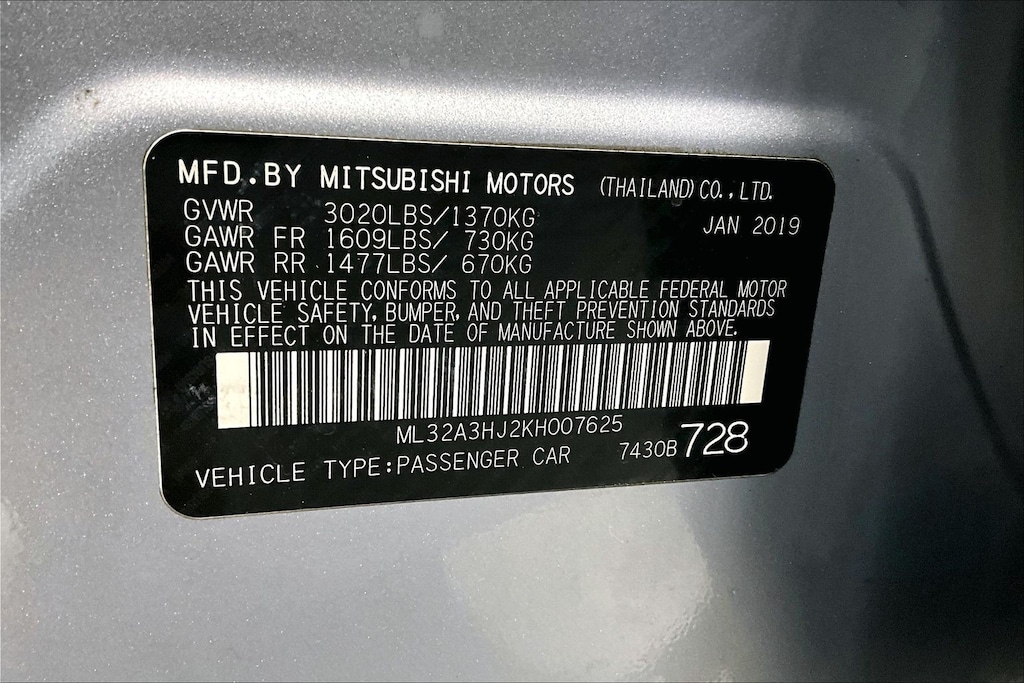 MFD.BY MITSUBISHI MOTORS (THAILAND) CO., LTD.
GVWR 3020LBS/1370KG JAN 2019
GAWR FR 1609LBS/ 730KG
GAWR RR 1477LBS/ 670KG
THIS VEHICLE CONFORMS TO ALL APPLICABLE FEDERAL MOTOR
VEHICLE SAFETY, BUMPER, AND THEFT PREVENTION STANDARDS
IN EFFECT ON THE DATE OF MANUFACTURE SHOWN ABOVE.
ML32A3HJ2KH007625
VEHICLE TYPE:PASSENGER CAR 7430B 728